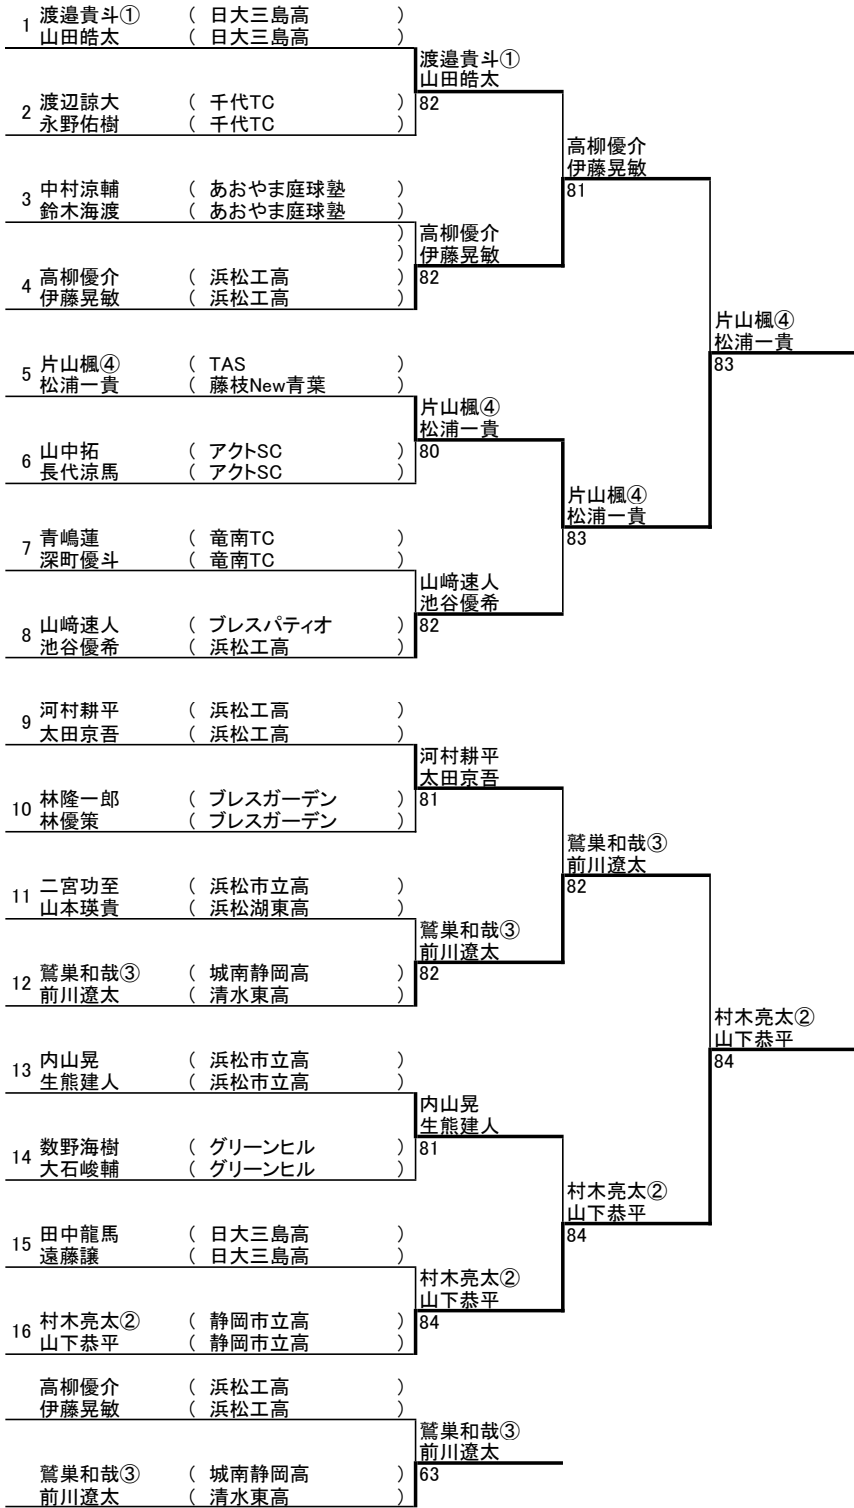 1 渡邉貴斗① ( 日大三島高 )
山田皓太 ( 日大三島高 )
渡邉貴斗①
山田皓太
82
2 渡辺諒大 ( 千代TC )
永野佑樹 ( 千代TC )
高柳優介
伊藤晃敏
81
3 中村涼輔 ( あおやま庭球塾 )
鈴木海渡 ( あおやま庭球塾 )
)
)
高柳優介
伊藤晃敏
82
4 高柳優介 ( 浜松工高 )
伊藤晃敏 ( 浜松工高 )
片山楓④
松浦一貴
83
5 片山楓④ ( TAS )
松浦一貴 ( 藤枝New青葉 )
片山楓④
松浦一貴
80
6 山中拓 ( アクトSC )
長代涼馬 ( アクトSC )
片山楓④
松浦一貴
83
7 青嶋蓮 ( 竜南TC )
深町優斗 ( 竜南TC )
山﨑速人
池谷優希
82
8 山﨑速人 ( ブレスパティオ )
池谷優希 ( 浜松工高 )
9 河村耕平 ( 浜松工高 )
太田京吾 ( 浜松工高 )
河村耕平
太田京吾
81
10 林隆一郎 ( ブレスガーデン )
林優策 ( ブレスガーデン )
鷲巣和哉③
前川遼太
82
11 二宮功至 ( 浜松市立高 )
山本瑛貴 ( 浜松湖東高 )
鷲巣和哉③
前川遼太
82
12 鷲巣和哉③ ( 城南静岡高 )
前川遼太 ( 清水東高 )
村木亮太②
山下恭平
84
13 内山晃 ( 浜松市立高 )
生熊建人 ( 浜松市立高 )
内山晃
生熊建人
81
14 数野海樹 ( グリーンヒル )
大石峻輔 ( グリーンヒル )
村木亮太②
山下恭平
84
15 田中龍馬 ( 日大三島高 )
遠藤譲 ( 日大三島高 )
村木亮太②
山下恭平
84
16 村木亮太② ( 静岡市立高 )
山下恭平 ( 静岡市立高 )
高柳優介 ( 浜松工高 )
伊藤晃敏 ( 浜松工高 )
鷲巣和哉③
前川遼太
63
鷲巣和哉③ ( 城南静岡高 )
前川遼太 ( 清水東高 )